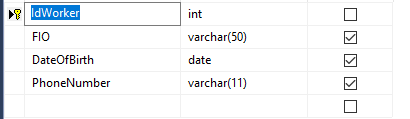 IdWorker int
FIO varchar(50)
DateOfBirth date
PhoneNumber varchar(11)